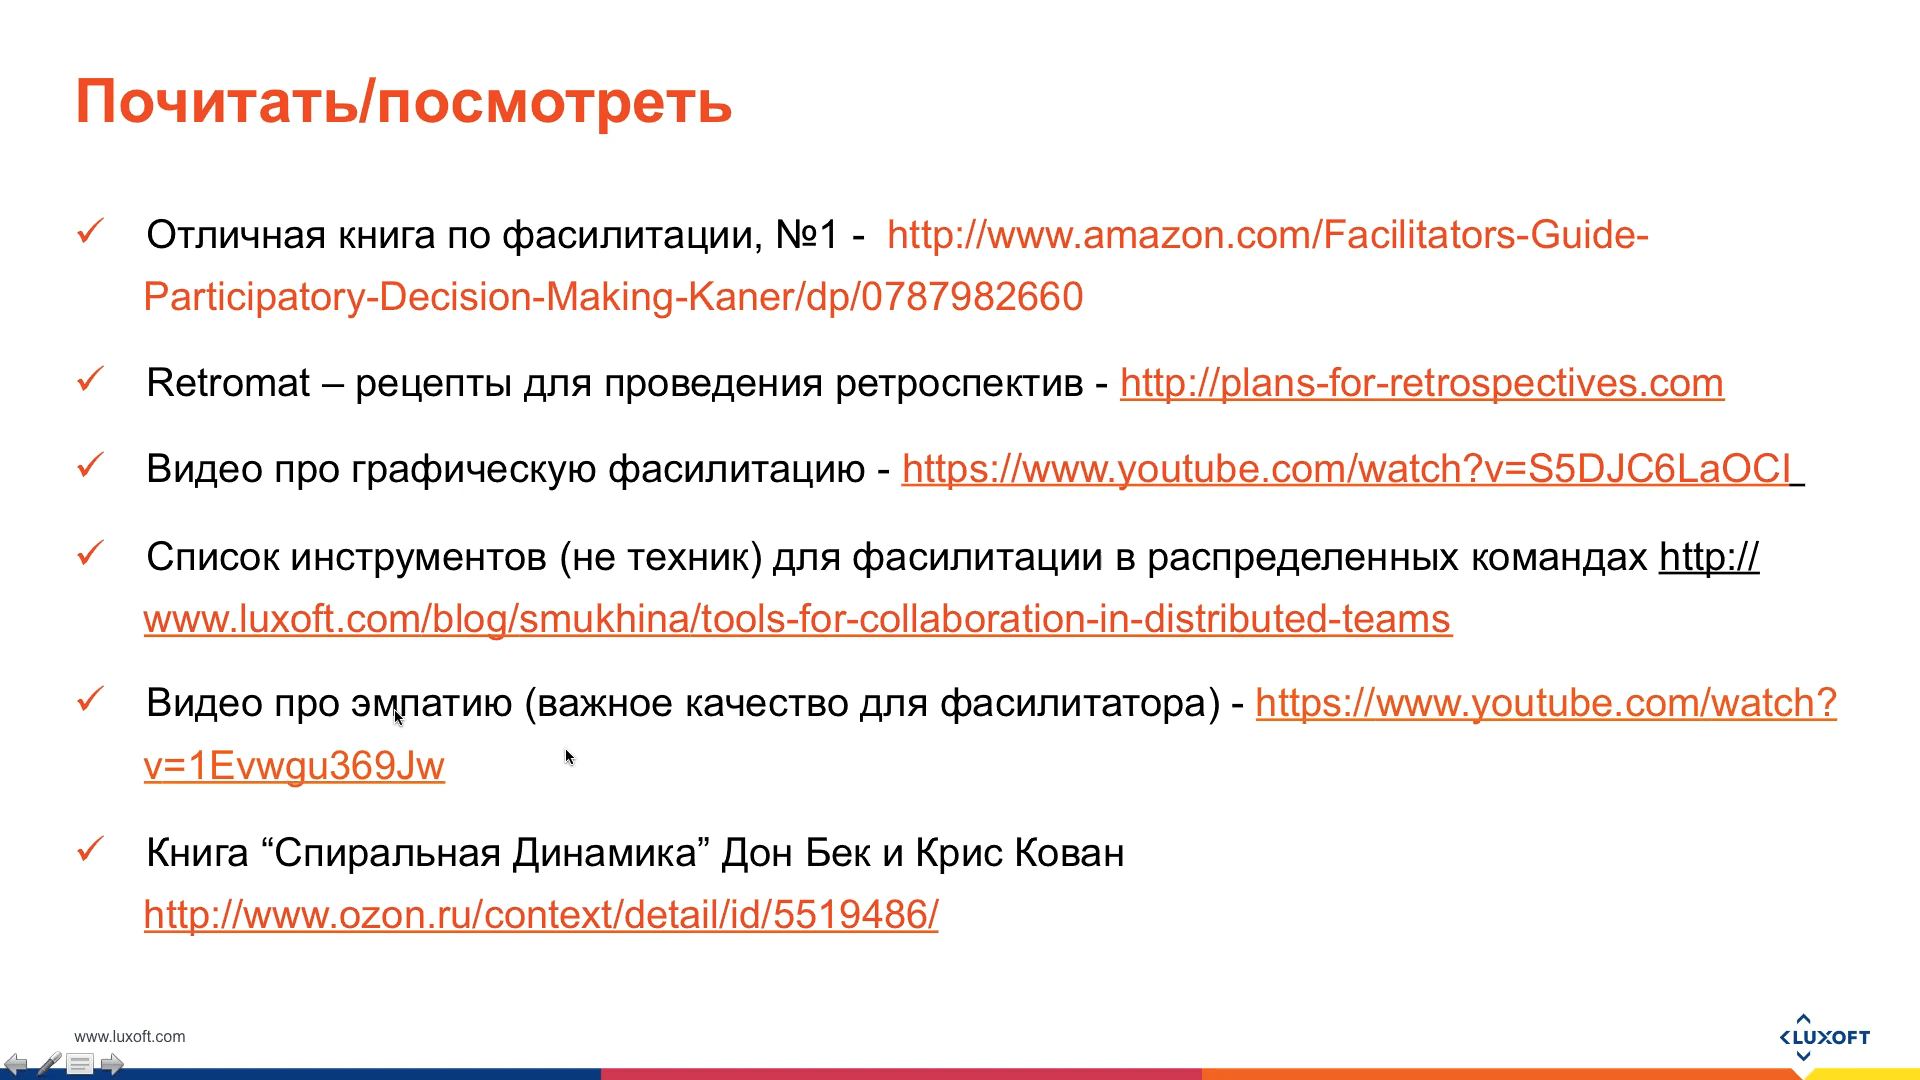 Почитать/посмотреть
Отличная книга по фасилитации, №1 - http://www.amazon.com/Facilitators-Guide-
Participatory-Decision-Making-Kaner/dp/0787982660
Retromat – рецепты для проведения ретроспектив - http://plans-for-retrospectives.com
Видео про графическую фасилитацию - https://www.youtube.com/watch?v=S5DJC6LaOCI
Список инструментов (не техник) для фасилитации в распределенных командах http://
www.luxoft.com/blog/smukhina/tools-for-collaboration-in-distributed-teams
Видео про эмпатию (важное качество для фасилитатора) - https://www.youtube.com/watch?
v=1Evwgu369Jw
Книга “Спиральная Динамика” Дон Бек и Крис Кован
http://www.ozon.ru/context/detail/id/5519486/
www.luxoft.com
LUXOFT